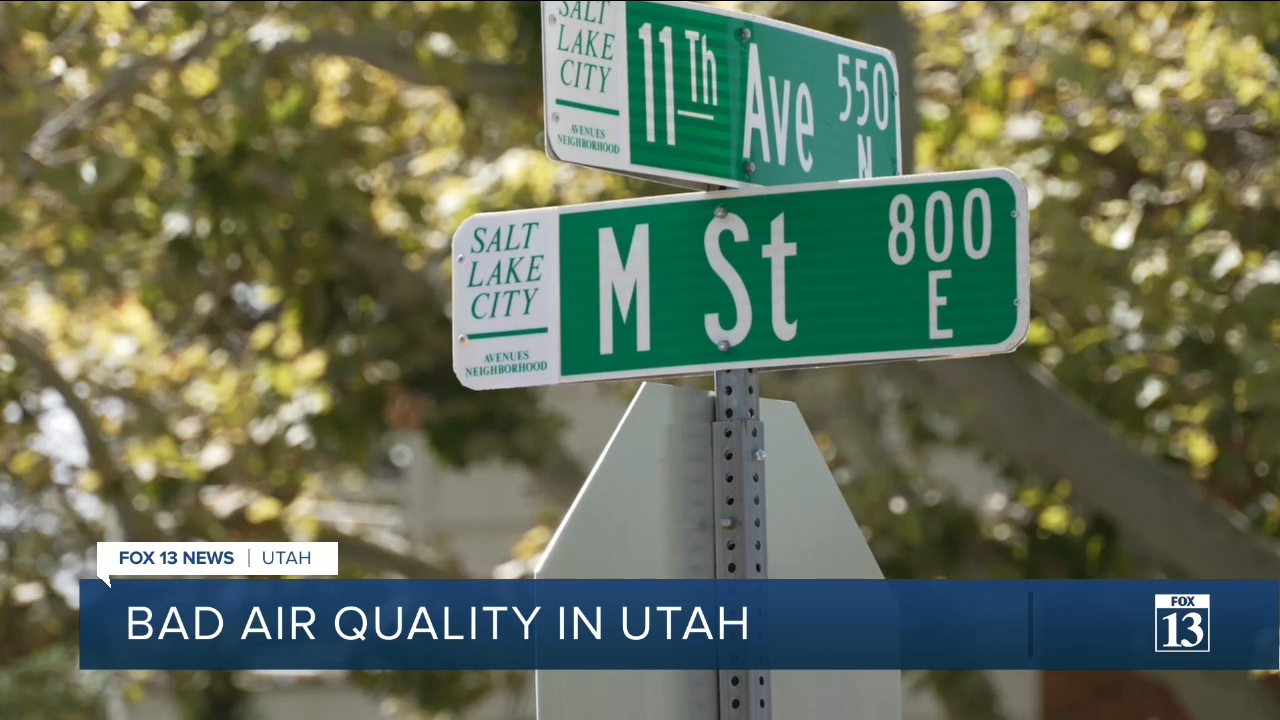 SALT
LAKE
CITY
AVENUES
NEIGHBORHOOD
11Th Ave 550
N
SALT
LAKE
CITY
AVENUES
NEIGHBORHOOD
M St 800
E
FOX 13 NEWS | UTAH
BAD AIR QUALITY IN UTAH
FOX
13